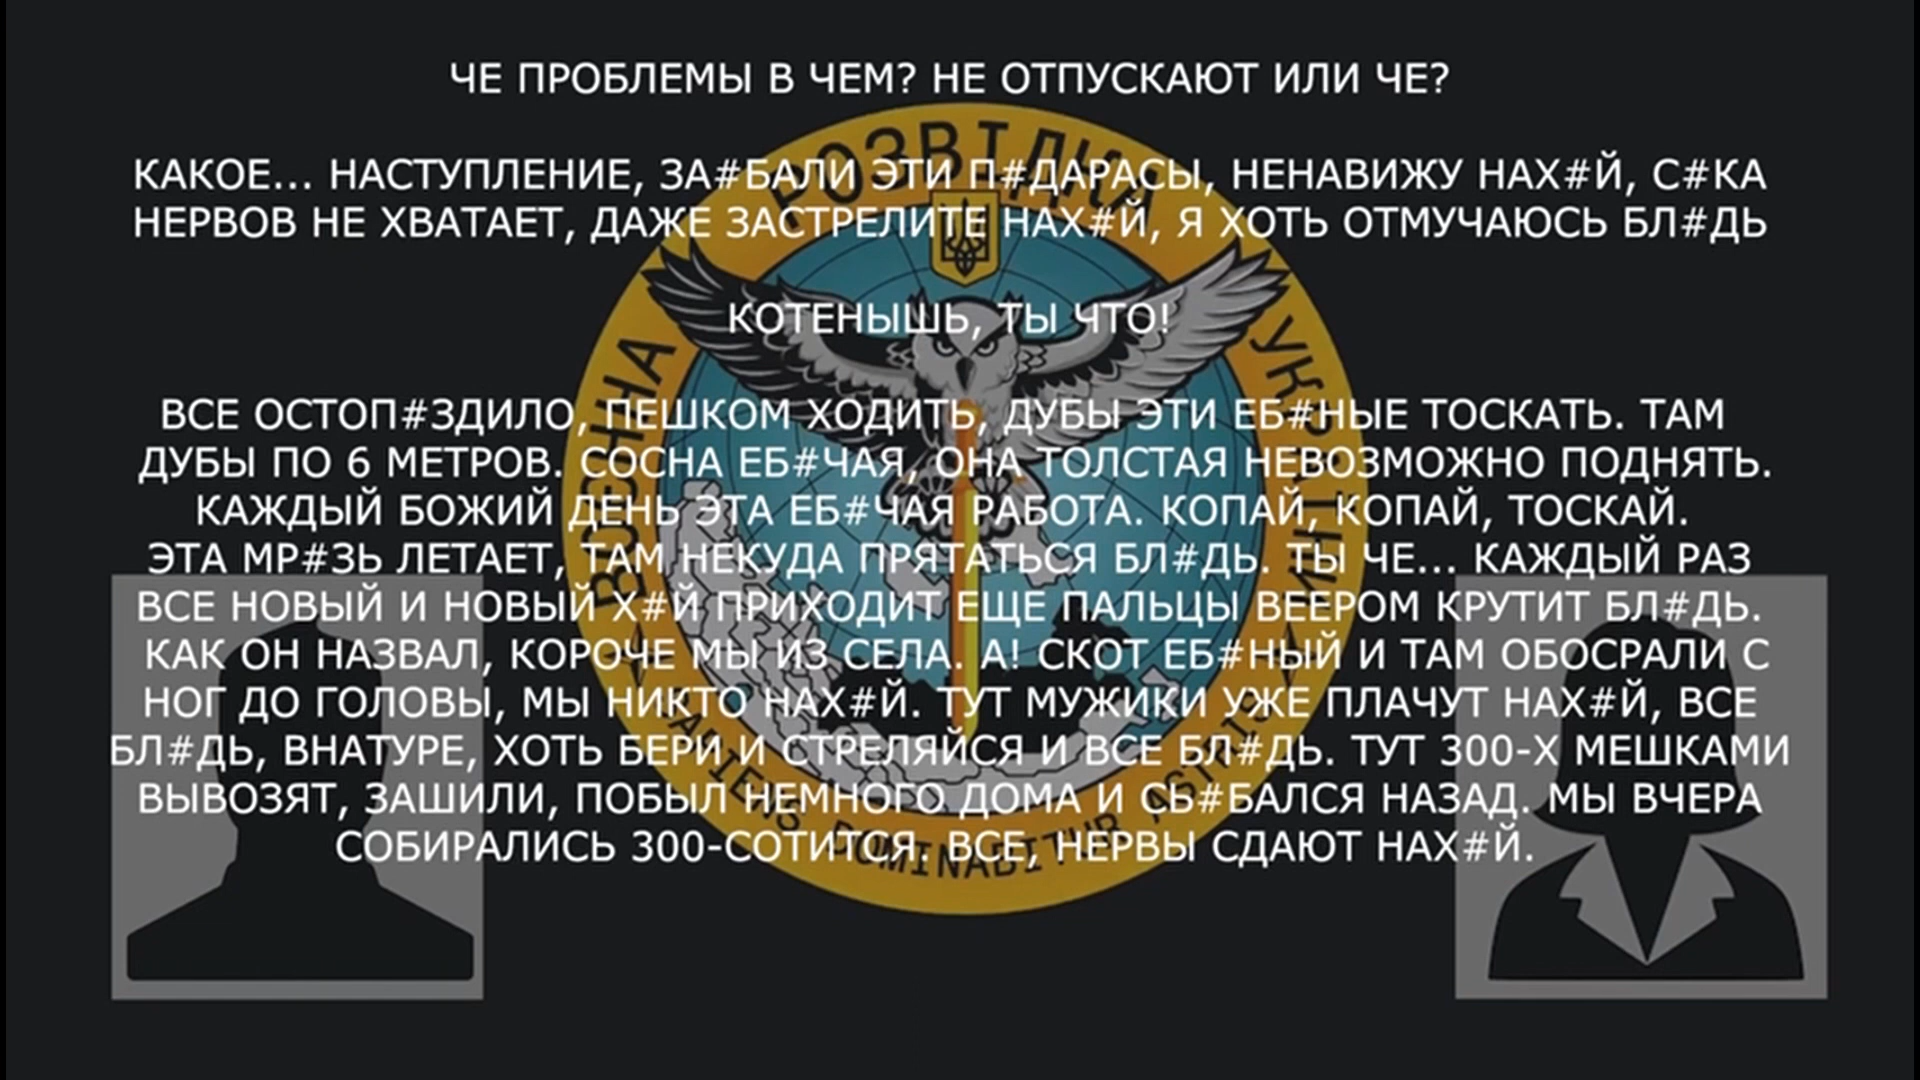 ЧЕ ПРОБЛЕМЫ В ЧЕМ? НЕ ОТПУСКАЮТ ИЛИ ЧЕ?
КАКОЕ... НАСТУПЛЕНИЕ, ЗА#БАЛИ ЭТИ П#ДАРАСЫ, НЕНАВИЖУ НАХ#Й, С#КА
НЕРВОВ НЕ ХВАТАЕТ, ДАЖЕ ЗАСТРЕЛИТЕ НАХ#Й, Я ХОТЬ ОТМУЧАЮСЬ БЛ#ДЬ
КОТЕНЫШЬ, ТЫ ЧТО!
ВСЕ ОСТОП#ЗДИЛО, ПЕШКОМ ХОДИТЬ, ДУБЫ ЭТИ ЕБ#НЫЕ ТОСКАТЬ. ТАМ
ДУБЫ ПО 6 МЕТРОВ. СОСНА ЕБ#ЧАЯ, ОНА ТОЛСТАЯ НЕВОЗМОЖНО ПОДНЯТЬ.
КАЖДЫЙ БОЖИЙ ДЕНЬ ЭТА ЕБ#ЧАЯ РАБОТА. КОПАЙ, КОПАЙ, ТОСКАЙ.
ЭТА МР#ЗЬ ЛЕТАЕТ, ТАМ НЕКУДА ПРЯТАТЬСЯ БЛ#ДЬ. ТЫ ЧЕ... КАЖДЫЙ РАЗ
ВСЕ НОВЫЙ И НОВЫЙ Х#Й ПРИХОДИТ ЕЩЕ ПАЛЬЦЫ ВЕЕРОМ КРУТИТ БЛ#ДЬ.
КАК ОН НАЗВАЛ, КОРОЧЕ МЫ ИЗ СЕЛА. А! СКОТ ЕБ#НЫЙ И ТАМ ОБОСРАЛИ С
НОГ ДО ГОЛОВЫ, МЫ НИКТО НАХ#Й. ТУТ МУЖИКИ УЖЕ ПЛАЧУТ НАХ#Й, ВСЕ
БЛ#ДЬ, ВНАТУРЕ, ХОТЬ БЕРИ И СТРЕЛЯЙСЯ И ВСЕ БЛ#ДЬ. ТУТ 300-Х МЕШКАМИ
ВЫВОЗЯТ, ЗАШИЛИ, ПОБЫЛ НЕМНОГО ДОМА И СЬ#БАЛСЯ НАЗАД. МЫ ВЧЕРА
СОБИРАЛИСЬ 300-СОТИТСЯ. ВСЕ, НЕРВЫ СДАЮТ НАХ#Й.
ВОЄННА РОЗВІДКА УКРАЇНИ
SAPIENS DOMINABITUR ASTRIS